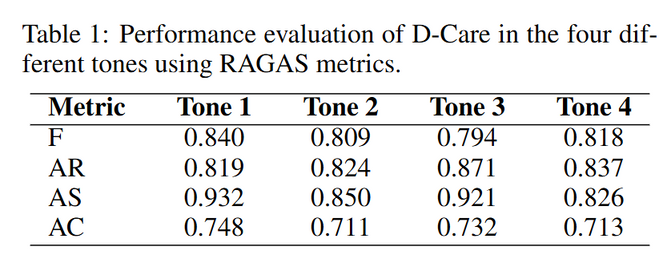 Table 1: Performance evaluation of D-Care in the four dif-
ferent tones using RAGAS metrics.
Metric Tone 1 Tone 2 Tone 3 Tone 4
F 0.840 0.809 0.794 0.818
AR 0.819 0.824 0.871 0.837
AS 0.932 0.850 0.921 0.826
AC 0.748 0.711 0.732 0.713